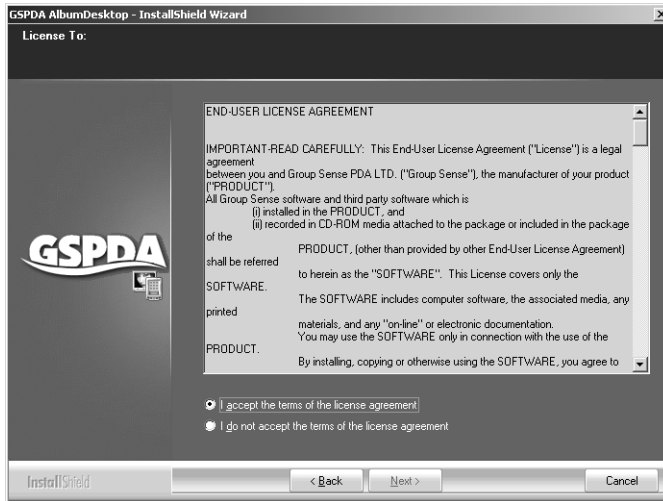 GSPDA AlbumDesktop - InstallShield Wizard
License To:
END-USER LICENSE AGREEMENT
IMPORTANT-READ CAREFULLY: This End-User License Agreement ("License") is a legal
agreement
between you and Group Sense PDA LTD. ("Group Sense"), the manufacturer of your product
("PRODUCT").
All Group Sense software and third party software which is
(i) installed in the PRODUCT, and
(ii) recorded in CD-ROM media attached to the package or included in the package
of the
PRODUCT, (other than provided by other End-User License Agreement)
shall be referred
to herein as the "SOFTWARE". This License covers only the
SOFTWARE.
The SOFTWARE includes computer software, the associated media, any
printed
materials, and any "on-line" or electronic documentation.
You may use the SOFTWARE only in connection with the use of the
PRODUCT.
By installing, copying or otherwise using the SOFTWARE, you agree to
GSPDA
I accept the terms of the license agreement
I do not accept the terms of the license agreement
InstallShield
< Back
Next >
Cancel